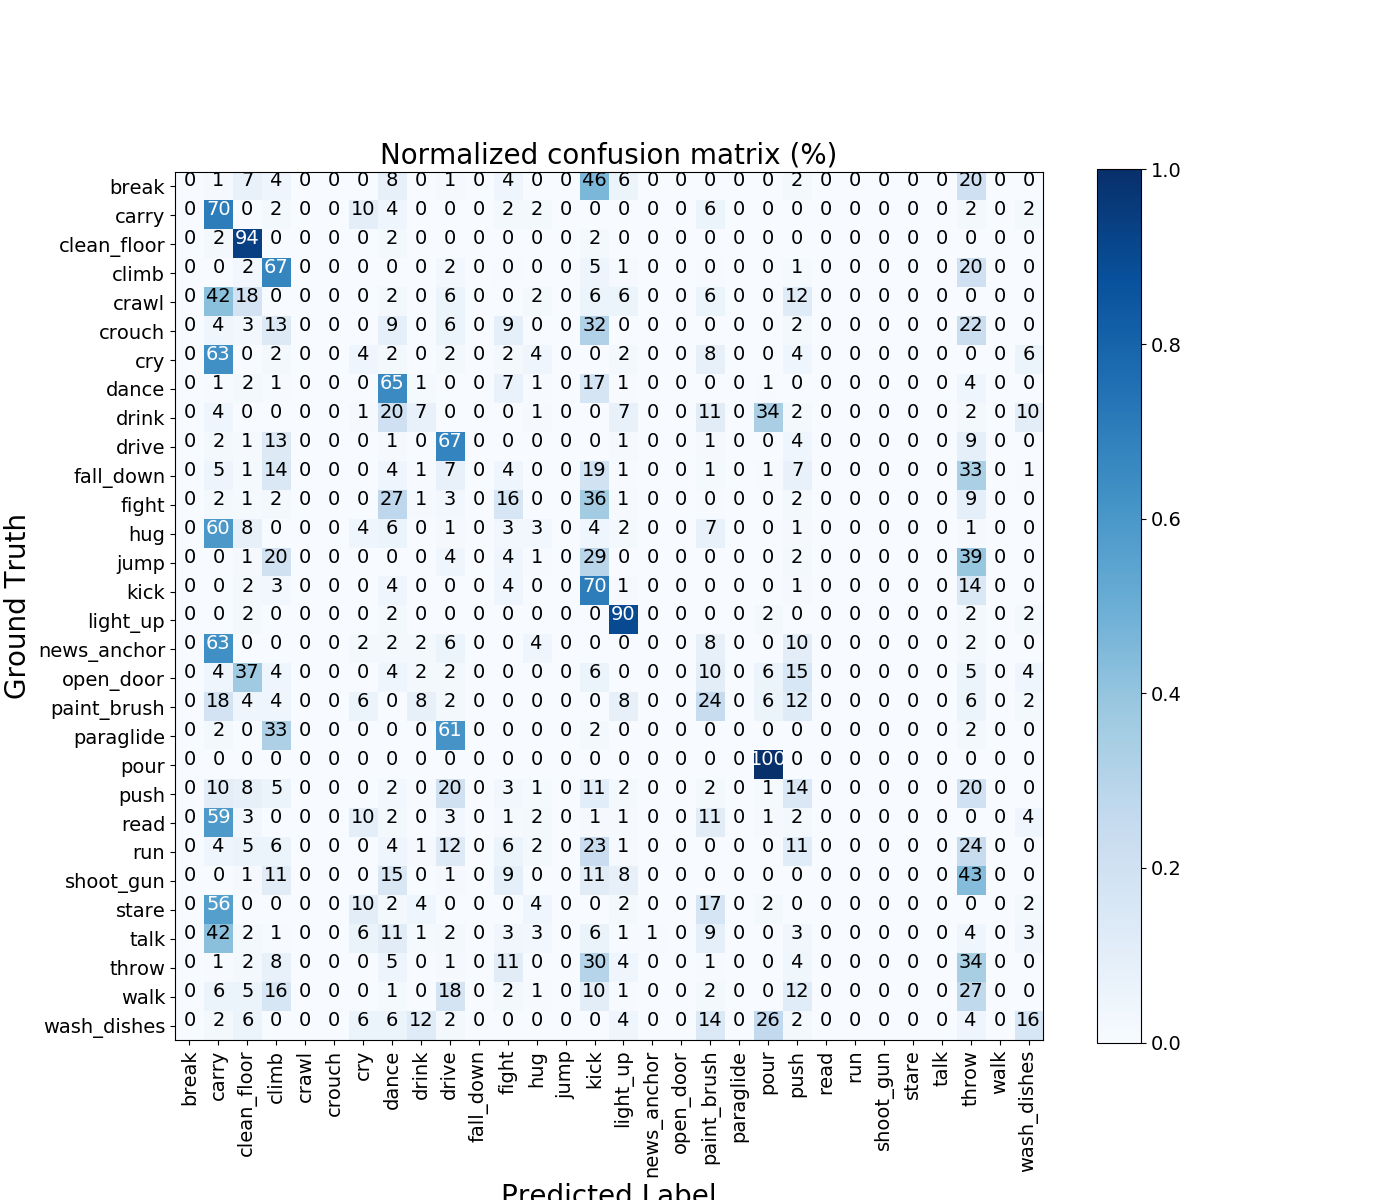 Normalized confusion matrix (%)
break 0 1 7 4 0 0 0 8 0 1 0 4 0 0 46 6 0 0 0 0 0 2 0 0 0 0 0 20 0 0
carry 0 70 0 2 0 0 10 4 0 0 0 2 2 0 0 0 0 0 6 0 0 0 0 0 0 0 0 2 0 2
clean_floor 0 2 94 0 0 0 0 2 0 0 0 0 0 0 2 0 0 0 0 0 0 0 0 0 0 0 0 0 0 0
climb 0 0 2 67 0 0 0 0 0 2 0 0 0 0 5 1 0 0 0 0 0 1 0 0 0 0 0 20 0 0
crawl 0 42 18 0 0 0 0 2 0 6 0 0 2 0 6 6 0 0 6 0 0 12 0 0 0 0 0 0 0 0
crouch 0 4 3 13 0 0 0 9 0 6 0 9 0 0 32 0 0 0 0 0 0 2 0 0 0 0 0 22 0 0
cry 0 63 0 2 0 0 4 2 0 2 0 2 4 0 0 2 0 0 8 0 0 4 0 0 0 0 0 0 0 6
dance 0 1 2 1 0 0 0 65 1 0 0 7 1 0 17 1 0 0 0 0 1 0 0 0 0 0 0 4 0 0
drink 0 4 0 0 0 0 1 20 7 0 0 0 1 0 0 7 0 0 11 0 34 2 0 0 0 0 0 2 0 10
drive 0 2 1 13 0 0 0 1 0 67 0 0 0 0 0 1 0 0 1 0 0 4 0 0 0 0 0 9 0 0
fall_down 0 5 1 14 0 0 0 4 1 7 0 4 0 0 19 1 0 0 1 0 1 7 0 0 0 0 0 33 0 1
fight 0 2 1 2 0 0 0 27 1 3 0 16 0 0 36 1 0 0 0 0 0 2 0 0 0 0 0 9 0 0
hug 0 60 8 0 0 0 4 6 0 1 0 3 3 0 4 2 0 0 7 0 0 1 0 0 0 0 0 1 0 0
jump 0 0 1 20 0 0 0 0 0 4 0 4 1 0 29 0 0 0 0 0 0 2 0 0 0 0 0 39 0 0
kick 0 0 2 3 0 0 0 4 0 0 0 4 0 0 70 1 0 0 0 0 0 1 0 0 0 0 0 14 0 0
light_up 0 0 2 0 0 0 0 2 0 0 0 0 0 0 0 90 0 0 0 0 2 0 0 0 0 0 0 2 0 2
news_anchor 0 63 0 0 0 0 2 2 2 6 0 0 4 0 0 0 0 0 8 0 0 10 0 0 0 0 0 2 0 0
open_door 0 4 37 4 0 0 0 4 2 2 0 0 0 0 6 0 0 0 10 0 6 15 0 0 0 0 0 5 0 4
paint_brush 0 18 4 4 0 0 6 0 8 2 0 0 0 0 0 8 0 0 24 0 6 12 0 0 0 0 0 6 0 2
paraglide 0 2 0 33 0 0 0 0 0 61 0 0 0 0 2 0 0 0 0 0 0 0 0 0 0 0 0 2 0 0
pour 0 0 0 0 0 0 0 0 0 0 0 0 0 0 0 0 0 0 0 0 100 0 0 0 0 0 0 0 0 0
push 0 10 8 5 0 0 0 2 0 20 0 3 1 0 11 2 0 0 2 0 1 14 0 0 0 0 0 20 0 0
read 0 59 3 0 0 0 10 2 0 3 0 1 2 0 1 1 0 0 11 0 1 2 0 0 0 0 0 0 0 4
run 0 4 5 6 0 0 0 4 1 12 0 6 2 0 23 1 0 0 0 0 0 11 0 0 0 0 0 24 0 0
shoot_gun 0 0 1 11 0 0 0 15 0 1 0 9 0 0 11 8 0 0 0 0 0 0 0 0 0 0 0 43 0 0
stare 0 56 0 0 0 0 10 2 4 0 0 0 4 0 0 2 0 0 17 0 2 0 0 0 0 0 0 0 0 2
talk 0 42 2 1 0 0 6 11 1 2 0 3 3 0 6 1 1 0 9 0 0 3 0 0 0 0 0 4 0 3
throw 0 1 2 8 0 0 0 5 0 1 0 11 0 0 30 4 0 0 1 0 0 4 0 0 0 0 0 34 0 0
walk 0 6 5 16 0 0 0 1 0 18 0 2 1 0 10 1 0 0 2 0 0 12 0 0 0 0 0 27 0 0
wash_dishes 0 2 6 0 0 0 6 6 12 2 0 0 0 0 0 4 0 0 14 0 26 2 0 0 0 0 0 4 0 16
break carry clean_floor climb crawl crouch cry dance drink drive fall_down fight hug jump kick light_up news_anchor open_door paint_brush paraglide pour push read run shoot_gun stare talk throw walk wash_dishes
Ground Truth
Predicted Label
1.0
0.8
0.6
0.4
0.2
0.0